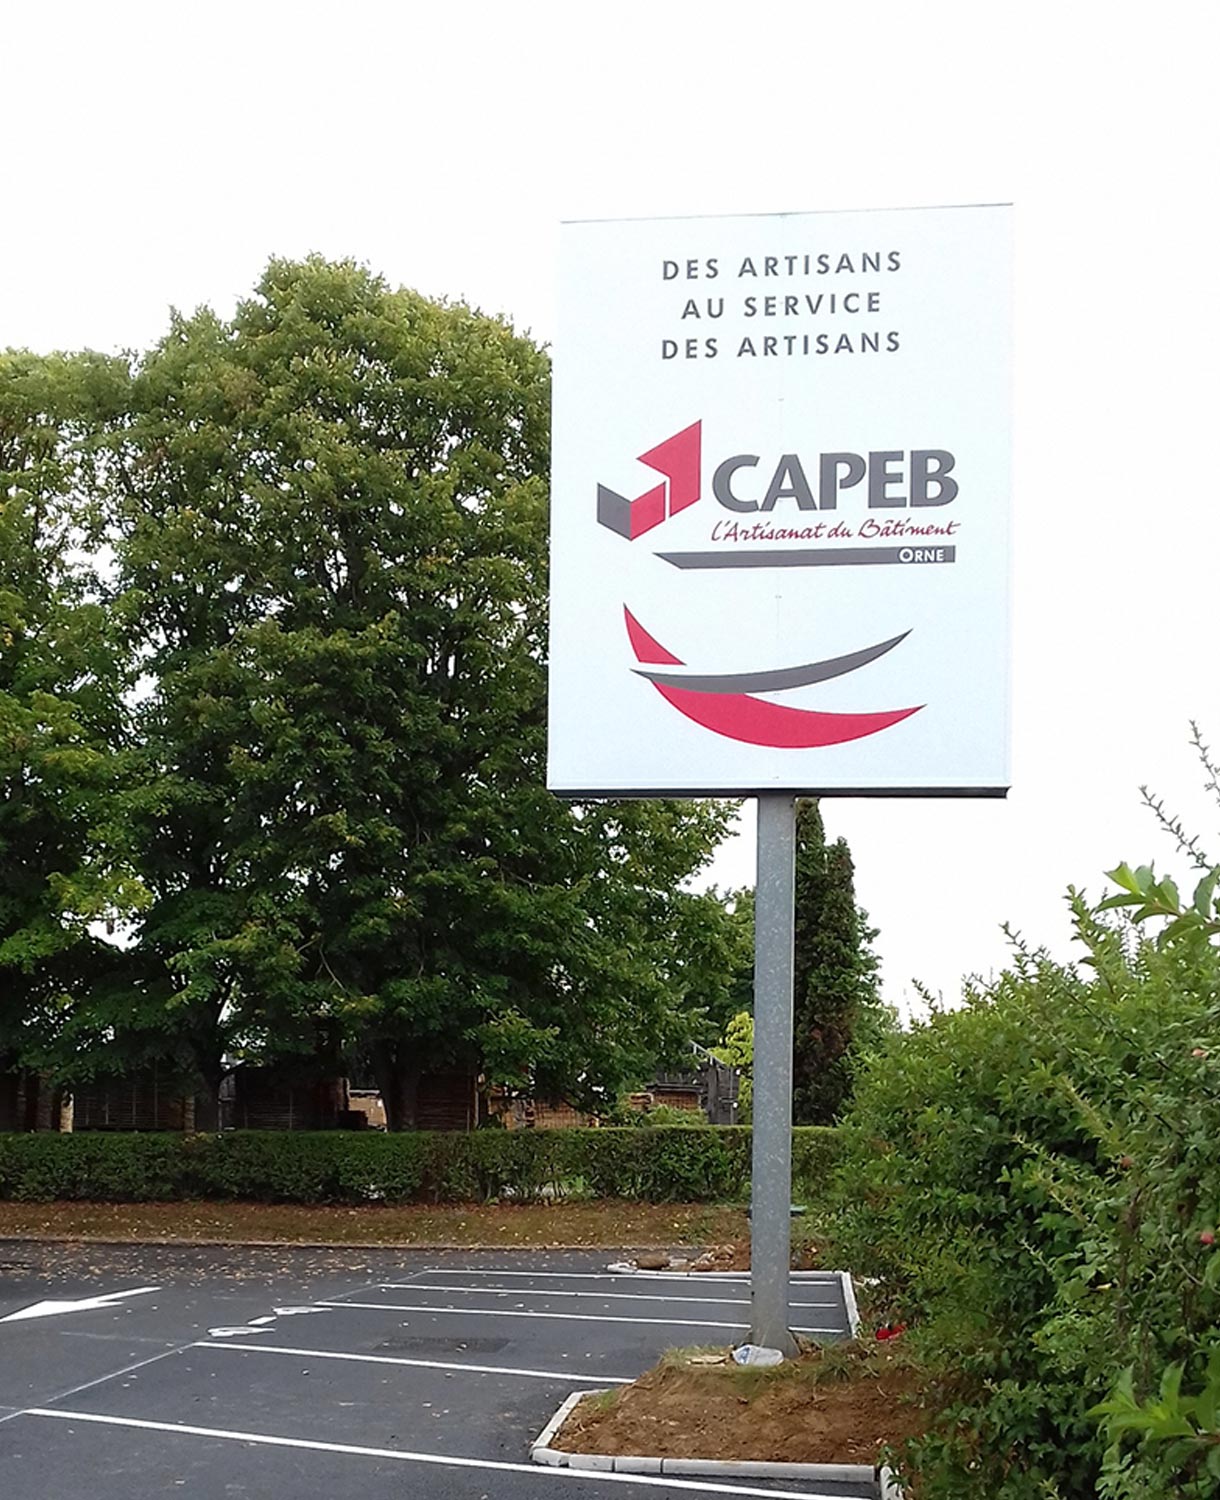 DES ARTISANS
AU SERVICE
DES ARTISANS
CAPEB
L'Artisanat du Bâtiment
ORNE